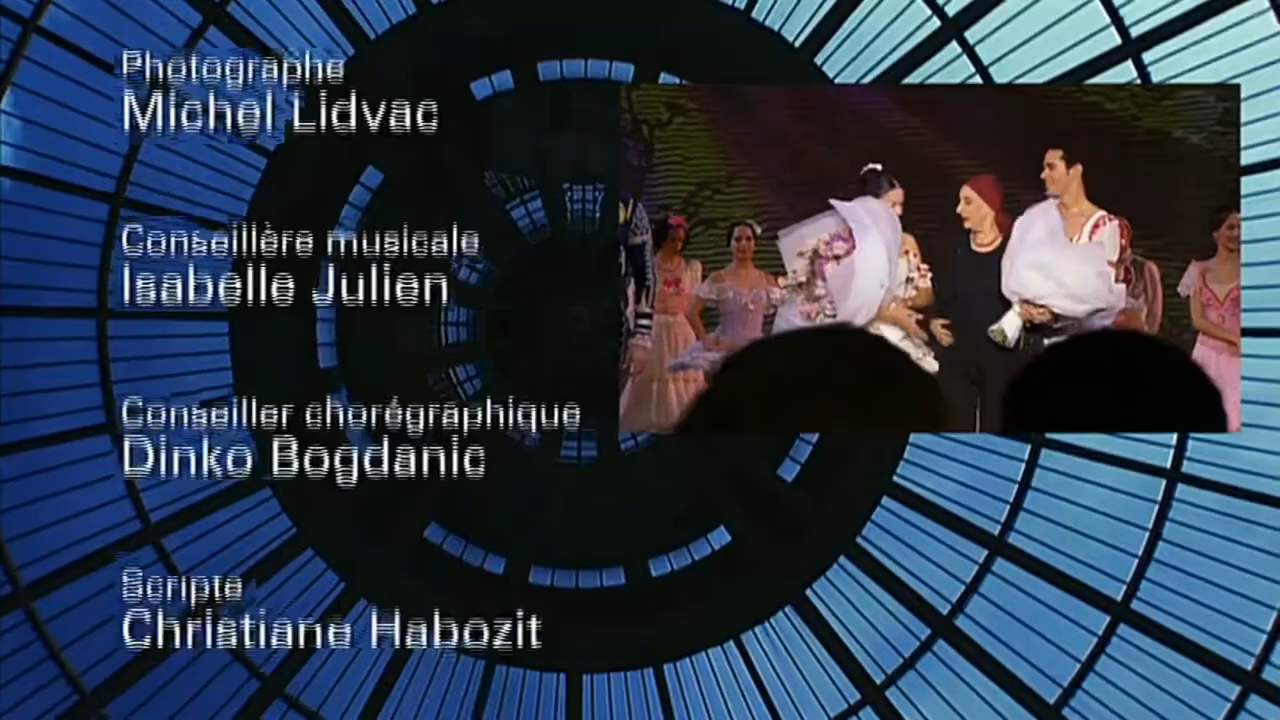 Photographe
Michel Lidvac
Conseillère musicale
Isabelle Julien
Conseiller chorégraphique
Dinko Bogdanic
Scripte
Christiane Habozit